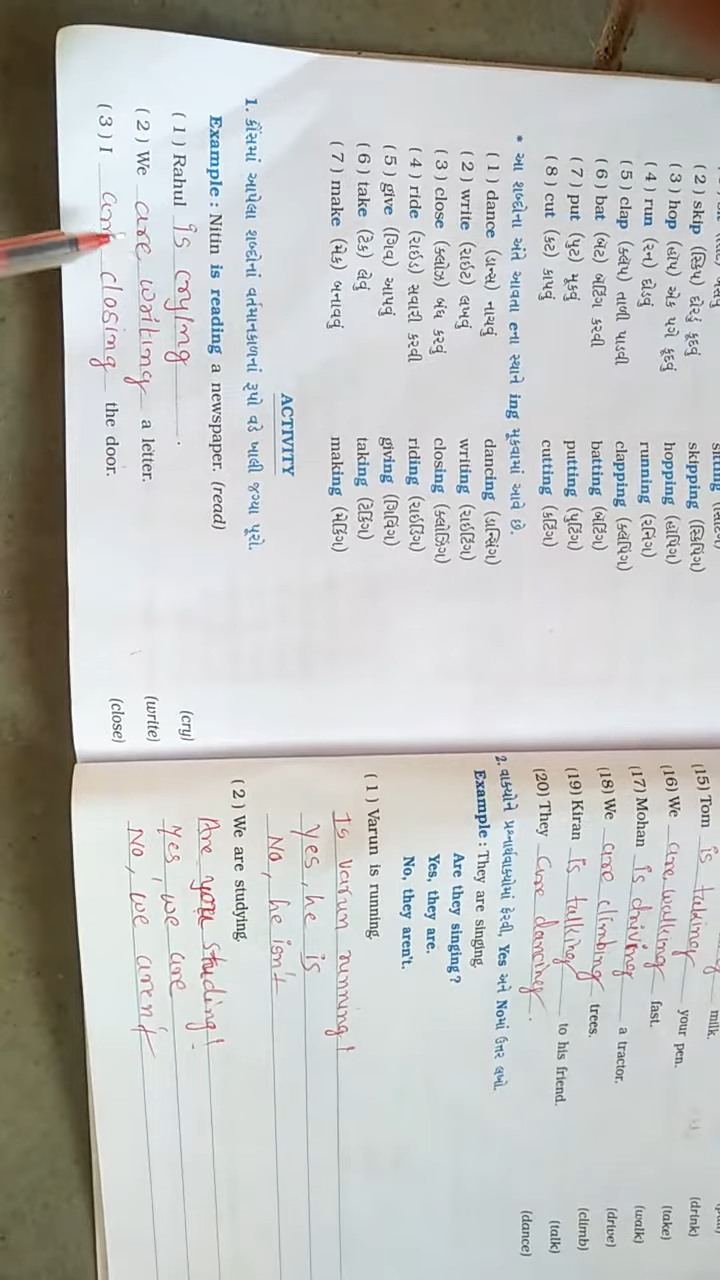 (2) skip (સ્કિપ) દોરડું કૂદવું skipping (સ્કિપિંગ)
(3) hop (હૉપ) એક પગે કૂદવું hopping (હૉપિંગ)
(4) run (રન) દોડવું running (રનિંગ)
(5) clap (ક્લૅપ) તાળી પાડવી clapping (ક્લૅપિંગ)
(6) bat (બૅટ) બૅટિંગ કરવી batting (બૅટિંગ)
(7) put (પુટ) મૂકવું putting (પુટિંગ)
(8) cut (કટ) કાપવું cutting (કટિંગ)
* આ શબ્દોના અંતે આવતા eના સ્થાને ing મૂકવામાં આવે છે.
(1) dance (ડાન્સ) નાચવું dancing (ડાન્સિંગ)
(2) write (રાઇટ) લખવું writing (રાઇટિંગ)
(3) close (ક્લોઝ) બંધ કરવું closing (ક્લોઝિંગ)
(4) ride (રાઇડ) સવારી કરવી riding (રાઇડિંગ)
(5) give (ગિવ) આપવું giving (ગિવિંગ)
(6) take (ટેક) લેવું taking (ટેકિંગ)
(7) make (મેક) બનાવવું making (મેકિંગ)
ACTIVITY
1. કૌંસમાં આપેલા શબ્દોનાં વર્તમાનકાળનાં રૂપો વડે ખાલી જગ્યા પૂરો.
Example : Nitin is reading a newspaper. (read)
(1) Rahul is crying. (cry)
(2) We are writing a letter. (write)
(3) I am closing the door. (close)
milk. (drink)
(15) Tom is taking your pen. (take)
(16) We are walking fast. (walk)
(17) Mohan is driving a tractor. (drive)
(18) We are climbing trees. (climb)
(19) Kiran is talking to his friend. (talk)
(20) They are dancing. (dance)
2. વાક્યોને પ્રશ્નાર્થવાક્યોમાં ફેરવી, Yes અને Noમાં ઉત્તર લખો.
Example : They are singing.
Are they singing ?
Yes, they are.
No, they aren't.
(1) Varun is running.
Is varun running!
Yes, he is
No, he isn't
(2) We are studying.
Are you studing!
Yes, we are
No, we aren't